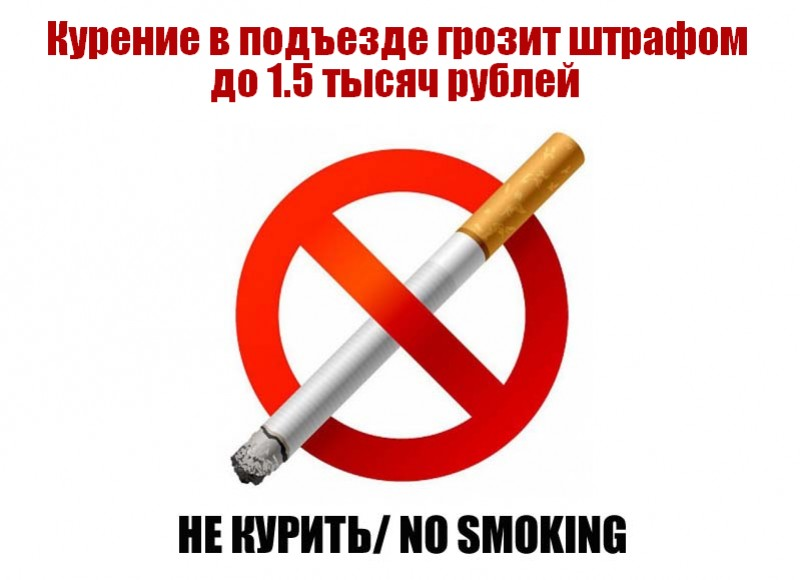 Курение в подъезде грозит штрафом
до 1.5 тысяч рублей
НЕ КУРИТЬ/ NO SMOKING